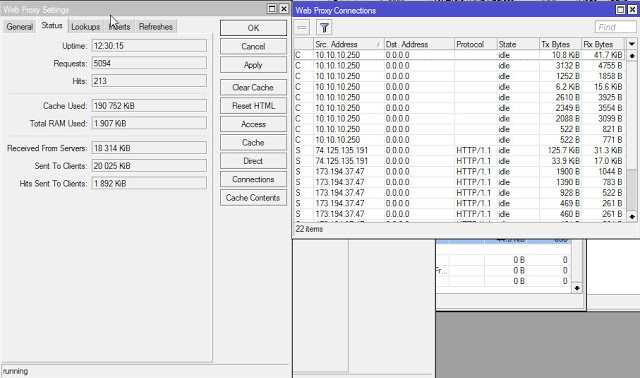 Web Proxy Settings
General Status Lookups Inserts Refreshes
Uptime: 12:30:15
Requests: 5094
Hits: 213
Cache Used: 190 752 KiB
Total RAM Used: 1 907 KiB
Received From Servers: 18 314 KiB
Sent To Clients: 20 025 KiB
Hits Sent To Clients: 1 892 KiB
OK
Cancel
Apply
Clear Cache
Reset HTML
Access
Cache
Direct
Connections
Cache Contents
running
Web Proxy Connections
Find
Src. Address Dst. Address Protocol State Tx Bytes Rx Bytes
C 10.10.10.250 0.0.0.0 idle 10.8 KiB 41.7 KiB
C 10.10.10.250 0.0.0.0 idle 3132 B 4755 B
C 10.10.10.250 0.0.0.0 idle 1252 B 1858 B
C 10.10.10.250 0.0.0.0 idle 6.2 KiB 15.6 KiB
C 10.10.10.250 0.0.0.0 idle 2610 B 3925 B
C 10.10.10.250 0.0.0.0 idle 2349 B 3554 B
C 10.10.10.250 0.0.0.0 idle 2088 B 3099 B
C 10.10.10.250 0.0.0.0 idle 522 B 821 B
C 10.10.10.250 0.0.0.0 idle 522 B 771 B
S 74.125.135.191 0.0.0.0 HTTP/1.1 idle 125.7 KiB 31.3 KiB
S 74.125.135.191 0.0.0.0 HTTP/1.1 idle 33.9 KiB 17.0 KiB
S 173.194.37.47 0.0.0.0 HTTP/1.1 idle 1900 B 1044 B
S 173.194.37.47 0.0.0.0 HTTP/1.1 idle 1390 B 783 B
S 173.194.37.47 0.0.0.0 HTTP/1.1 idle 928 B 522 B
S 173.194.37.47 0.0.0.0 HTTP/1.1 idle 469 B 261 B
S 173.194.37.47 0.0.0.0 HTTP/1.1 idle 460 B 261 B
22 items
0 B 0
Fr... 0 B 0
0 B 0